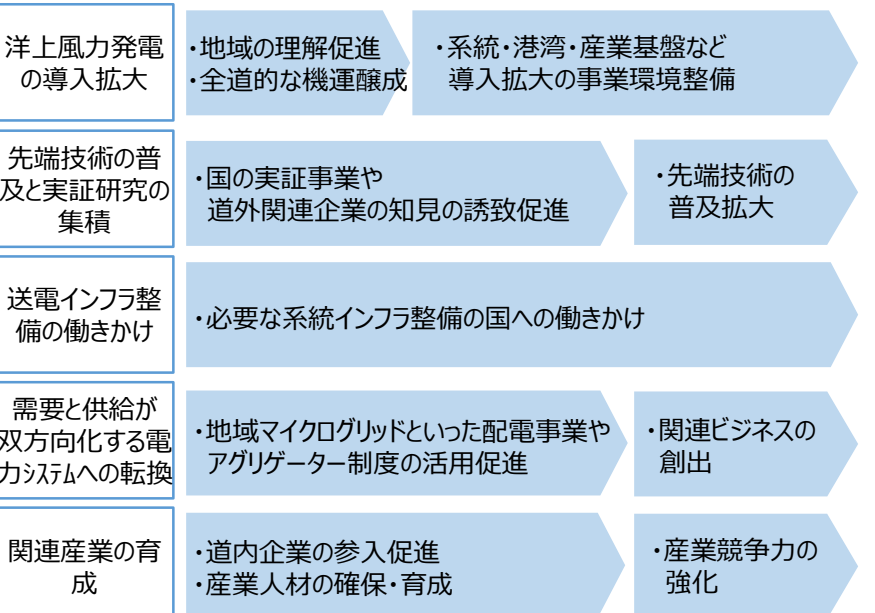 洋上風力発電
の導入拡大
・地域の理解促進
・全道的な機運醸成
・系統・港湾・産業基盤など
導入拡大の事業環境整備
先端技術の普
及と実証研究の
集積
・国の実証事業や
道外関連企業の知見の誘致促進
・先端技術の
普及拡大
送電インフラ整
備の働きかけ
・必要な系統インフラ整備の国への働きかけ
需要と供給が
双方向化する電
力システムへの転換
・地域マイクログリッドといった配電事業や
アグリゲーター制度の活用促進
・関連ビジネスの
創出
関連産業の育
成
・道内企業の参入促進
・産業人材の確保・育成
・産業競争力の
強化